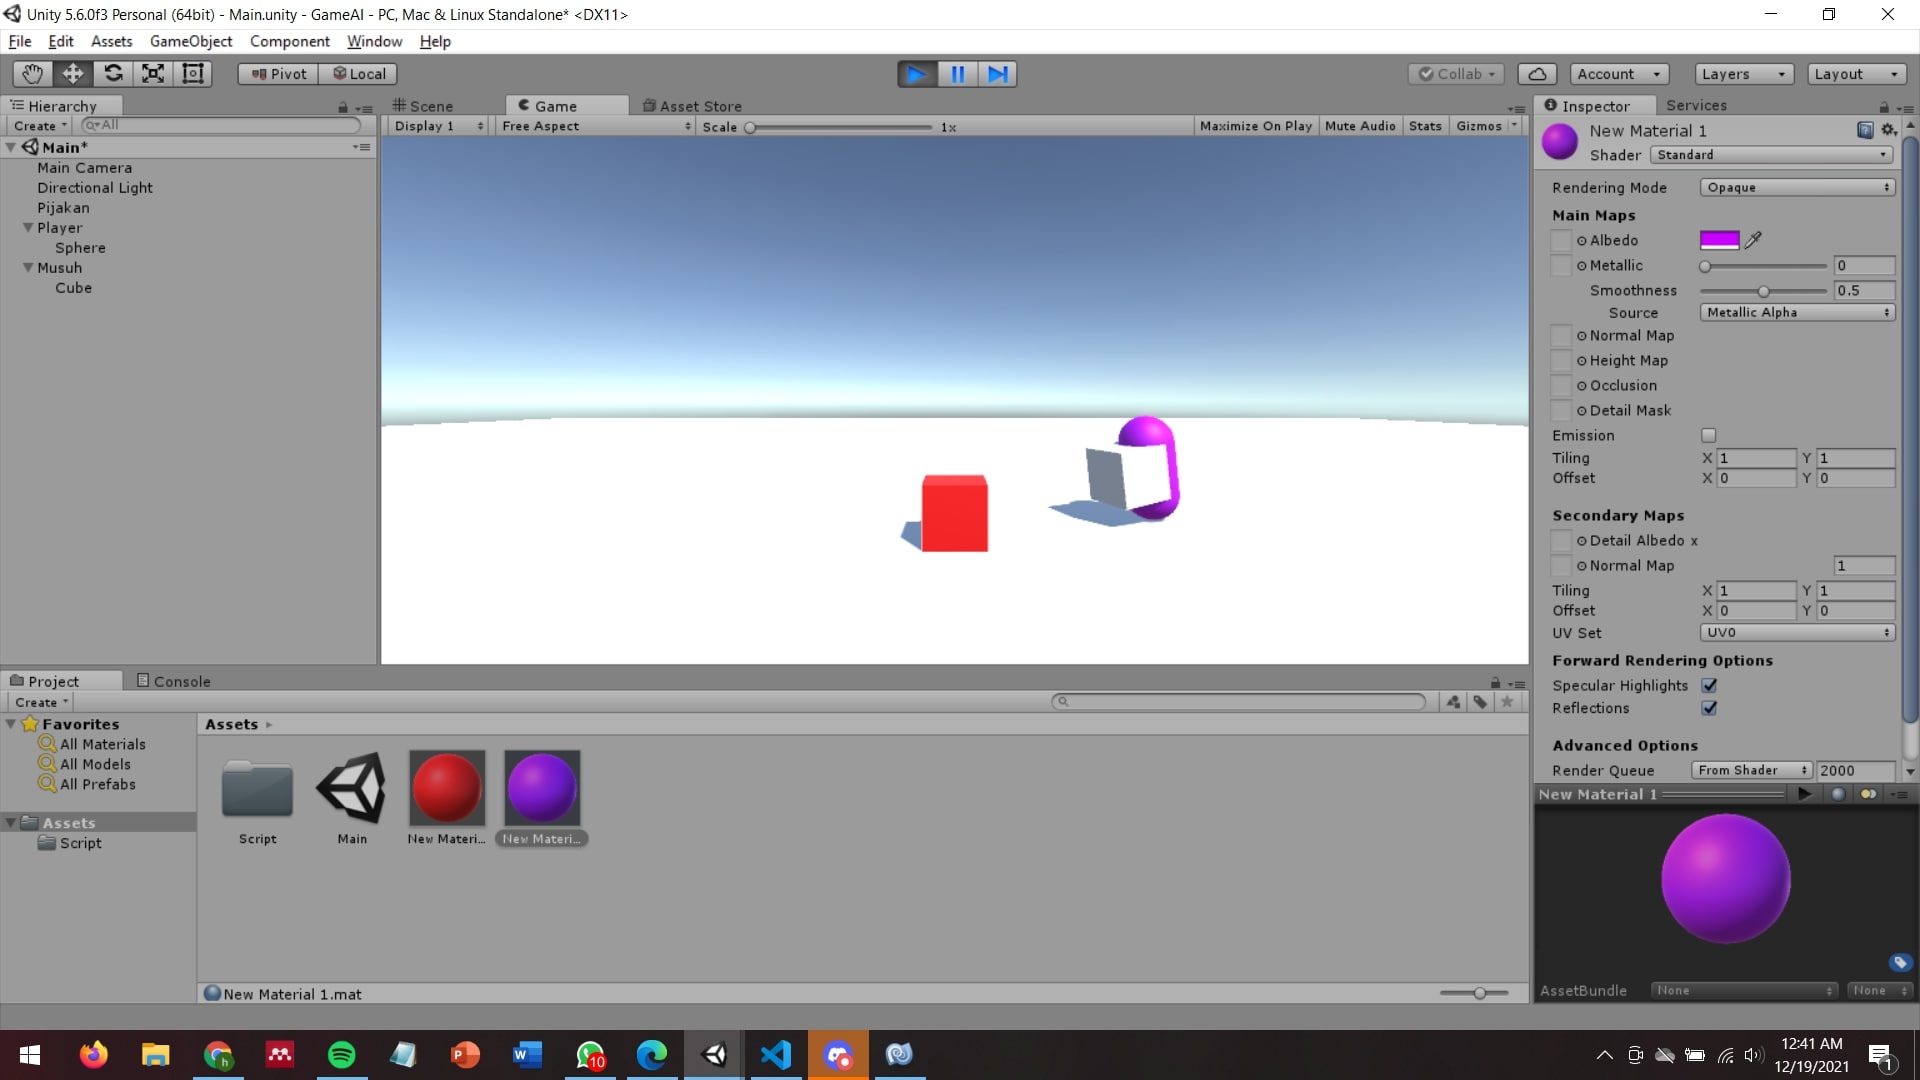 Unity 5.6.0f3 Personal (64bit) - Main.unity - GameAI - PC, Mac & Linux Standalone* <DX11>
File Edit Assets GameObject Component Window Help
Pivot Local Collab Account Layers Layout
Hierarchy
Create All
Main*
Main Camera
Directional Light
Pijakan
Player
Sphere
Musuh
Cube
Scene Game Asset Store
Display 1 Free Aspect Scale 1x Maximize On Play Mute Audio Stats Gizmos
Inspector Services
New Material 1
Shader Standard
Rendering Mode Opaque
Main Maps
Albedo
Metallic 0
Smoothness 0.5
Source Metallic Alpha
Normal Map
Height Map
Occlusion
Detail Mask
Emission
Tiling X 1 Y 1
Offset X 0 Y 0
Secondary Maps
Detail Albedo x
Normal Map 1
Tiling X 1 Y 1
Offset X 0 Y 0
UV Set UV0
Forward Rendering Options
Specular Highlights
Reflections
Advanced Options
Render Queue From Shader 2000
New Material 1
AssetBundle None None
Project Console
Create
Favorites
All Materials
All Models
All Prefabs
Assets
Script
Assets
Script Main New Materi... New Materi...
New Material 1.mat
h
10
12:41 AM
12/19/2021
1